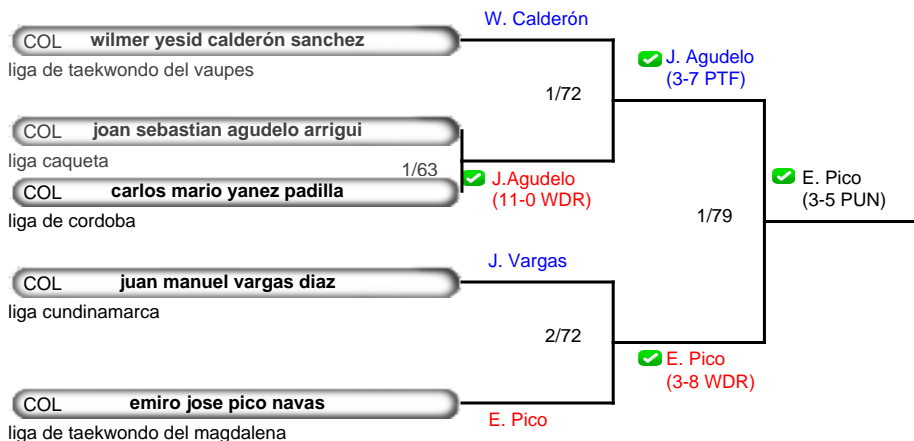 W. Calderón
COL wilmer yesid calderón sanchez
liga de taekwondo del vaupes
J. Agudelo
(3-7 PTF)
1/72
COL joan sebastian agudelo arrigui
liga caqueta
1/63
J.Agudelo
(11-0 WDR)
COL carlos mario yanez padilla
liga de cordoba
E. Pico
(3-5 PUN)
1/79
J. Vargas
COL juan manuel vargas diaz
liga cundinamarca
2/72
E. Pico
(3-8 WDR)
COL emiro jose pico navas
E. Pico
liga de taekwondo del magdalena